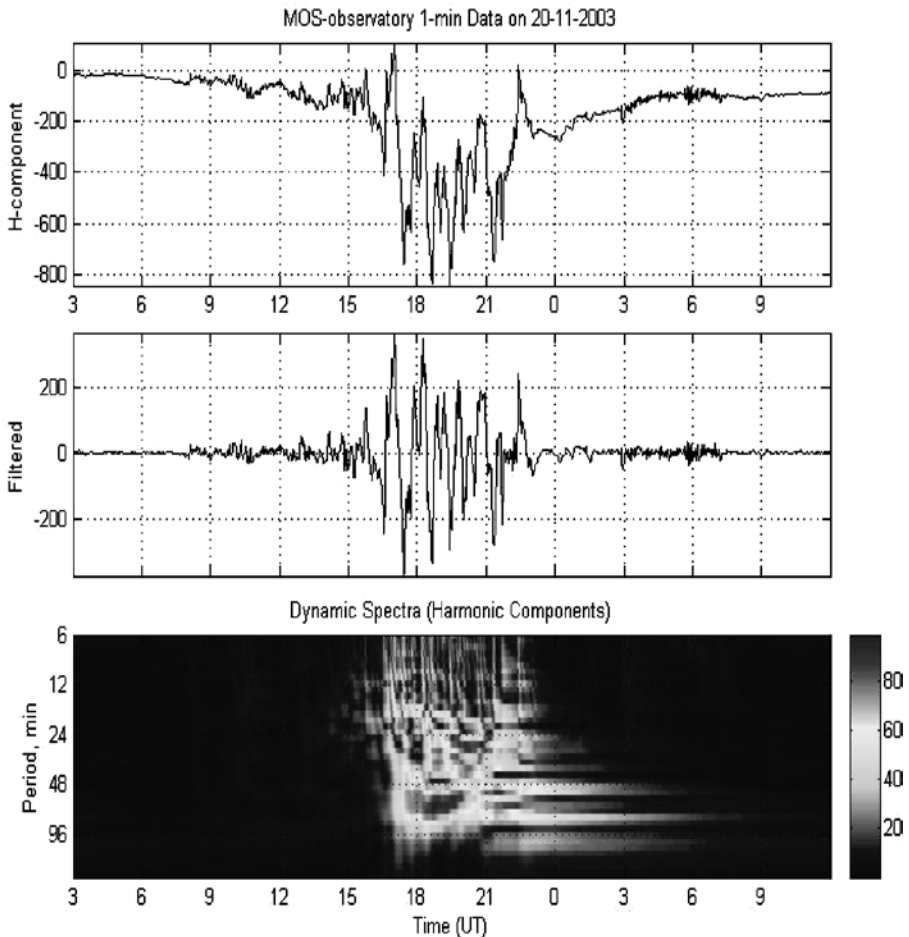 MOS-observatory 1-min Data on 20-11-2003
H-component
0
-200
-400
-600
-800
3 6 9 12 15 18 21 0 3 6 9
Filtered
200
0
-200
Dynamic Spectra (Harmonic Components)
Period, min
6
12
24
48
96
80
60
40
20
3 6 9 12 15 18 21 0 3 6 9
Time (UT)